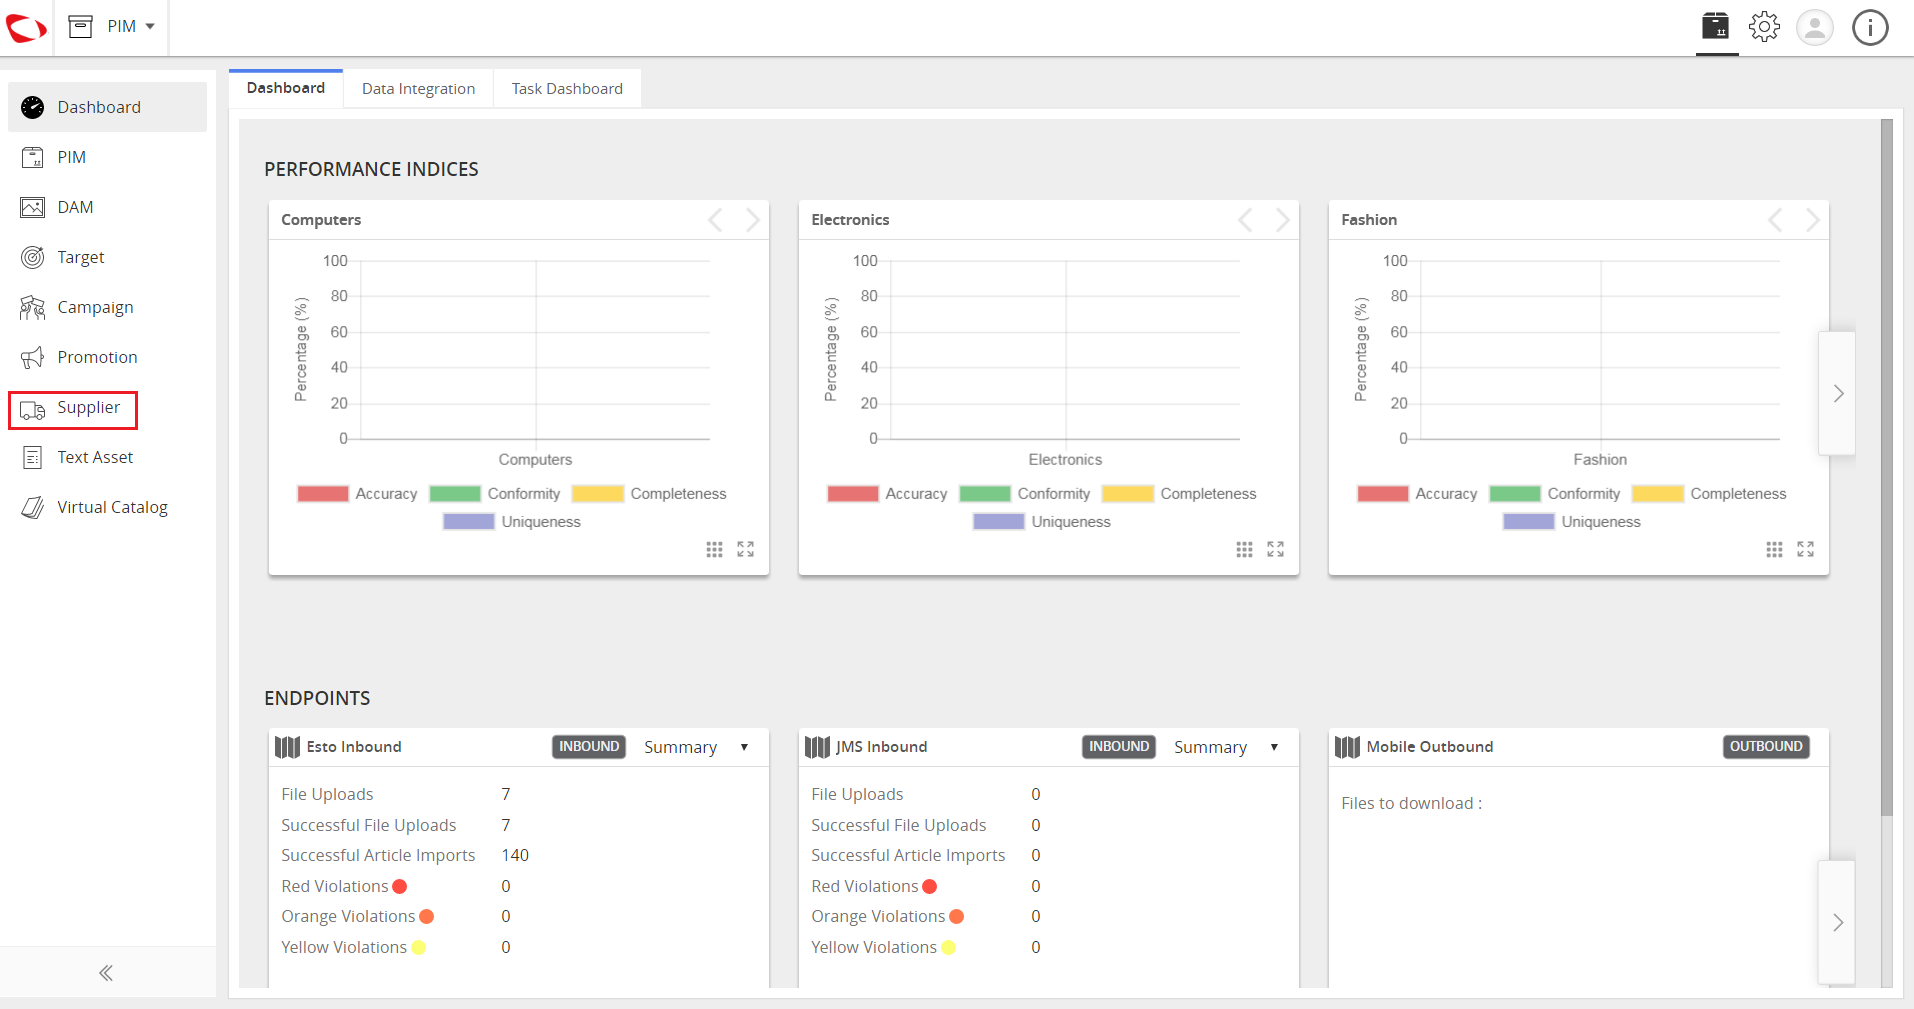 PIM
Dashboard
PIM
DAM
Target
Campaign
Promotion
Supplier
Text Asset
Virtual Catalog
Dashboard Data Integration Task Dashboard
PERFORMANCE INDICES
Computers
100
80
60
40
20
0
Percentage (%)
Computers
Accuracy Conformity Completeness
Uniqueness
Electronics
100
80
60
40
20
0
Percentage (%)
Electronics
Accuracy Conformity Completeness
Uniqueness
Fashion
100
80
60
40
20
0
Percentage (%)
Fashion
Accuracy Conformity Completeness
Uniqueness
ENDPOINTS
Esto Inbound INBOUND Summary
File Uploads 7
Successful File Uploads 7
Successful Article Imports 140
Red Violations 0
Orange Violations 0
Yellow Violations 0
JMS Inbound INBOUND Summary
File Uploads 0
Successful File Uploads 0
Successful Article Imports 0
Red Violations 0
Orange Violations 0
Yellow Violations 0
Mobile Outbound OUTBOUND
Files to download :